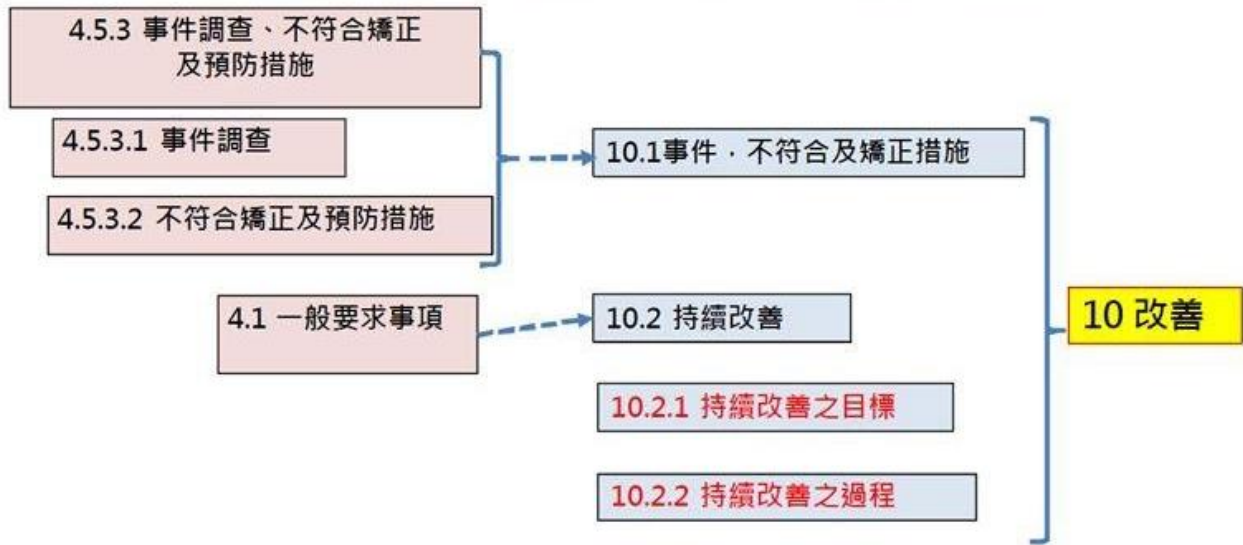 4.5.3 事件調查、不符合矯正
及預防措施
4.5.3.1 事件調查
4.5.3.2 不符合矯正及預防措施
4.1 一般要求事項
10.1事件﹒不符合及矯正措施
10.2 持續改善
10.2.1 持續改善之目標
10.2.2 持續改善之過程
10 改善